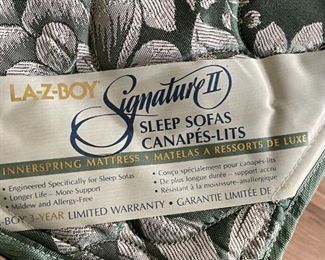 LA-Z-BOY Signature II
SLEEP SOFAS
CANAPÉS-LITS
INNERSPRING MATTRESS • MATELAS A RESSORTS DE LUXE
• Engineered Specifically for Sleep Sofas
• Longer Life – More Support
• Mildew and Allergy-Free
• Conçu spécialement pour canapés-lits
• De plus longue durée – support accru
• Résistant à la moisissure-anallergique
-BOY 3-YEAR LIMITED WARRANTY • GARANTIE LIMITÉE DE